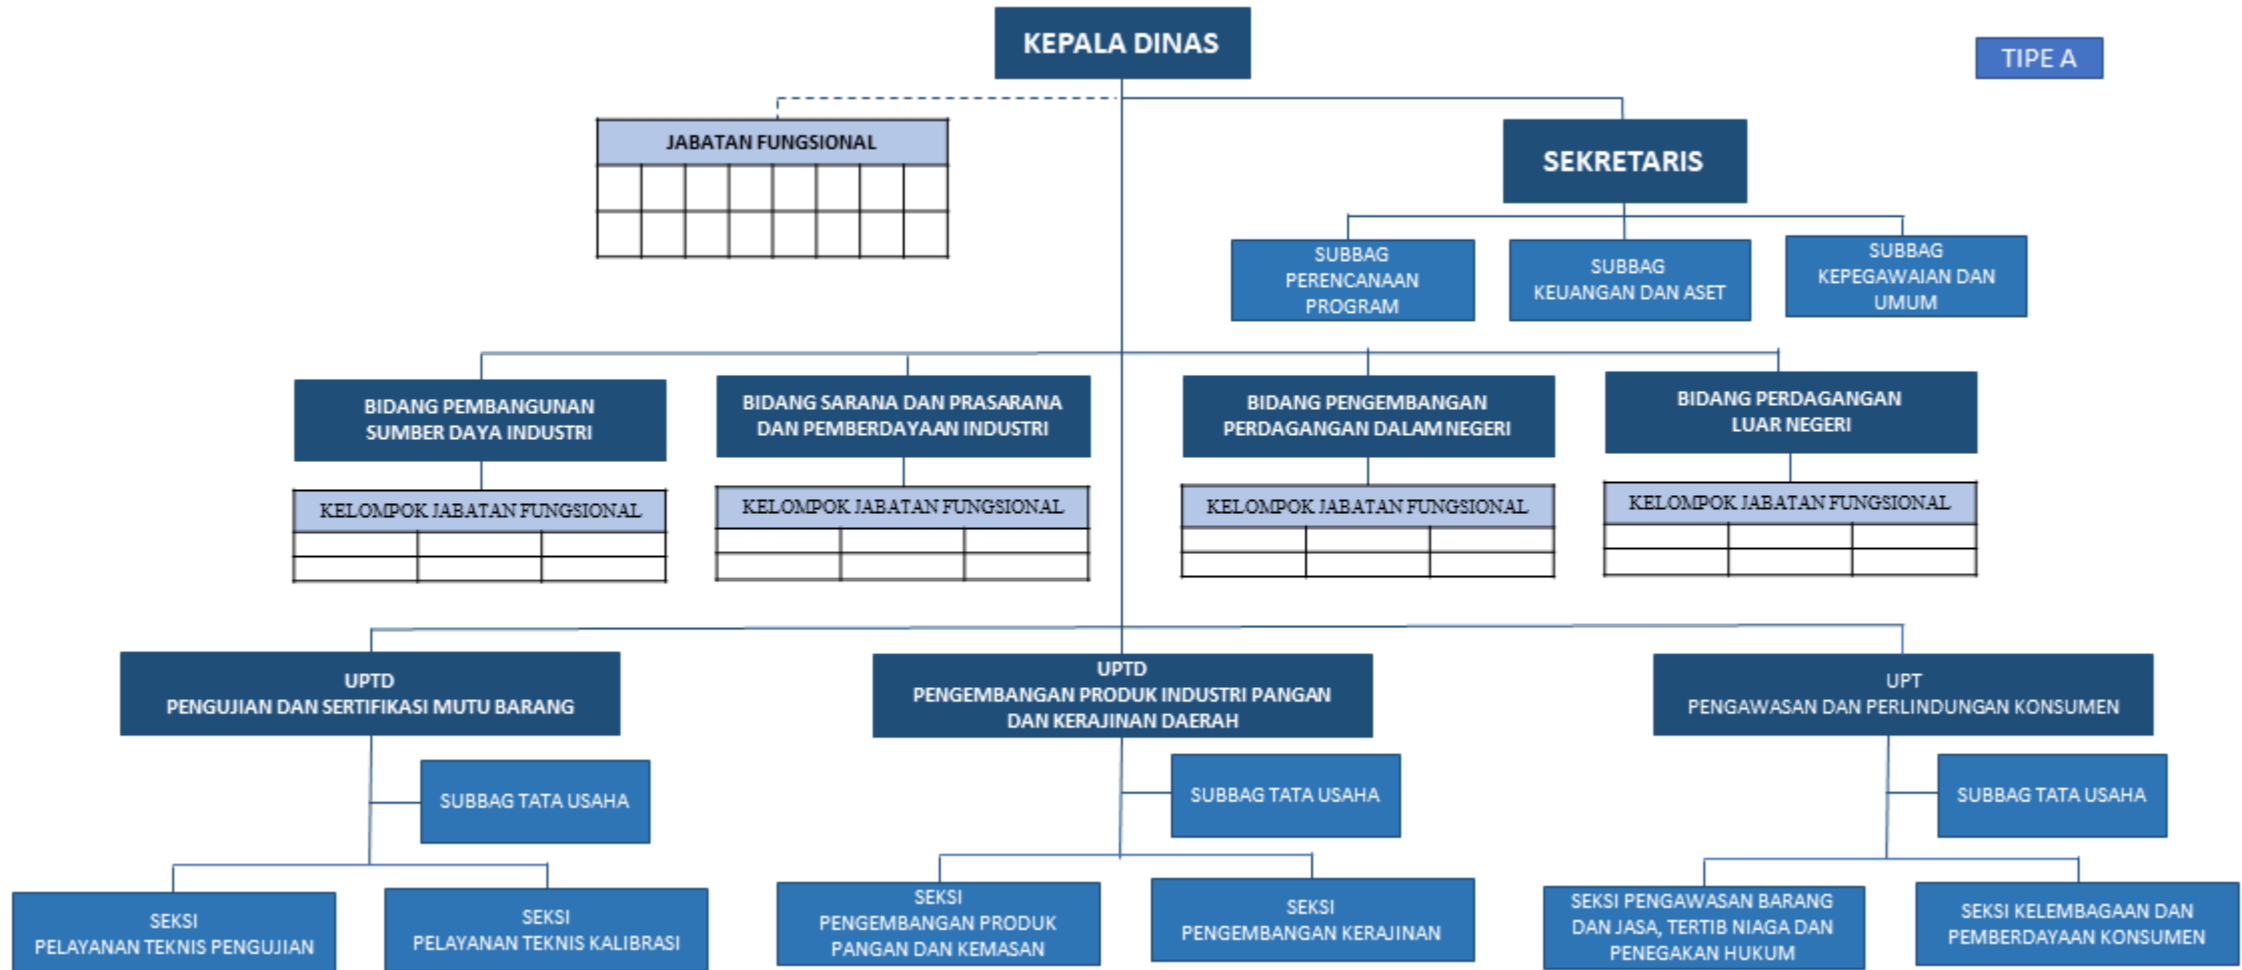 KEPALA DINAS
TIPE A
JABATAN FUNGSIONAL
SEKRETARIS
SUBBAG
PERENCANAAN
PROGRAM
SUBBAG
KEUANGAN DAN ASET
SUBBAG
KEPEGAWAIAN DAN
UMUM
BIDANG PEMBANGUNAN
SUMBER DAYA INDUSTRI
BIDANG SARANA DAN PRASARANA
DAN PEMBERDAYAAN INDUSTRI
BIDANG PENGEMBANGAN
PERDAGANGAN DALAM NEGERI
BIDANG PERDAGANGAN
LUAR NEGERI
KELOMPOK JABATAN FUNGSIONAL
KELOMPOK JABATAN FUNGSIONAL
KELOMPOK JABATAN FUNGSIONAL
KELOMPOK JABATAN FUNGSIONAL
UPTD
PENGUJIAN DAN SERTIFIKASI MUTU BARANG
UPTD
PENGEMBANGAN PRODUK INDUSTRI PANGAN
DAN KERAJINAN DAERAH
UPT
PENGAWASAN DAN PERLINDUNGAN KONSUMEN
SUBBAG TATA USAHA
SUBBAG TATA USAHA
SUBBAG TATA USAHA
SEKSI
PELAYANAN TEKNIS PENGUJIAN
SEKSI
PELAYANAN TEKNIS KALIBRASI
SEKSI
PENGEMBANGAN PRODUK
PANGAN DAN KEMASAN
SEKSI
PENGEMBANGAN KERAJINAN
SEKSI PENGAWASAN BARANG
DAN JASA, TERTIB NIAGA DAN
PENEGAKAN HUKUM
SEKSI KELEMBAGAAN DAN
PEMBERDAYAAN KONSUMEN